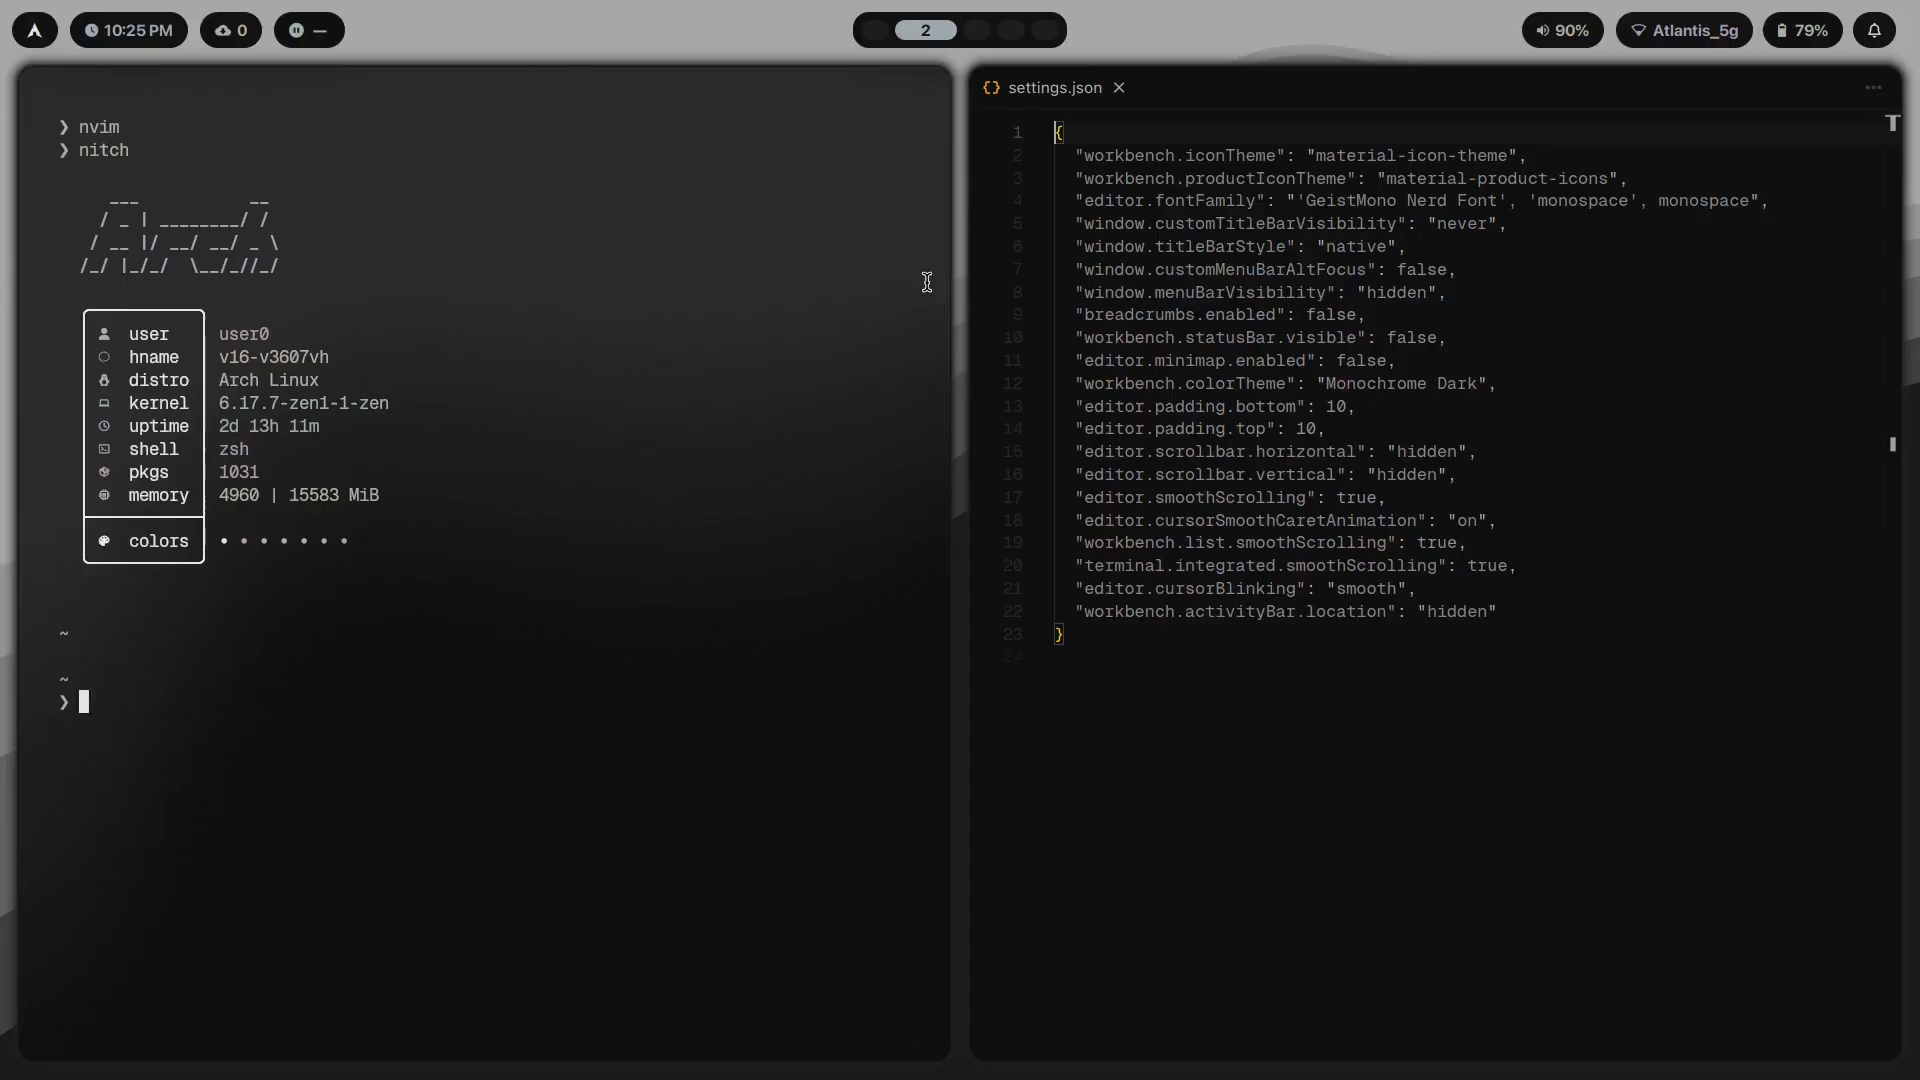 10:25 PM
0
—
2
90%
Atlantis_5g
79%
❯ nvim
❯ nitch
     ___           __
    / _ | ________/ /
   / __ |/ __/ __/ _ \
  /_/ |_/_/  \__/_//_/
user user0
hname v16-v3607vh
distro Arch Linux
kernel 6.17.7-zen1-1-zen
uptime 2d 13h 11m
shell zsh
pkgs 1031
memory 4960 | 15583 MiB
colors • • • • • • •
~
~
❯
{} settings.json
1 {
2 "workbench.iconTheme": "material-icon-theme",
3 "workbench.productIconTheme": "material-product-icons",
4 "editor.fontFamily": "'GeistMono Nerd Font', 'monospace', monospace",
5 "window.customTitleBarVisibility": "never",
6 "window.titleBarStyle": "native",
7 "window.customMenuBarAltFocus": false,
8 "window.menuBarVisibility": "hidden",
9 "breadcrumbs.enabled": false,
10 "workbench.statusBar.visible": false,
11 "editor.minimap.enabled": false,
12 "workbench.colorTheme": "Monochrome Dark",
13 "editor.padding.bottom": 10,
14 "editor.padding.top": 10,
15 "editor.scrollbar.horizontal": "hidden",
16 "editor.scrollbar.vertical": "hidden",
17 "editor.smoothScrolling": true,
18 "editor.cursorSmoothCaretAnimation": "on",
19 "workbench.list.smoothScrolling": true,
20 "terminal.integrated.smoothScrolling": true,
21 "editor.cursorBlinking": "smooth",
22 "workbench.activityBar.location": "hidden"
23 }
24